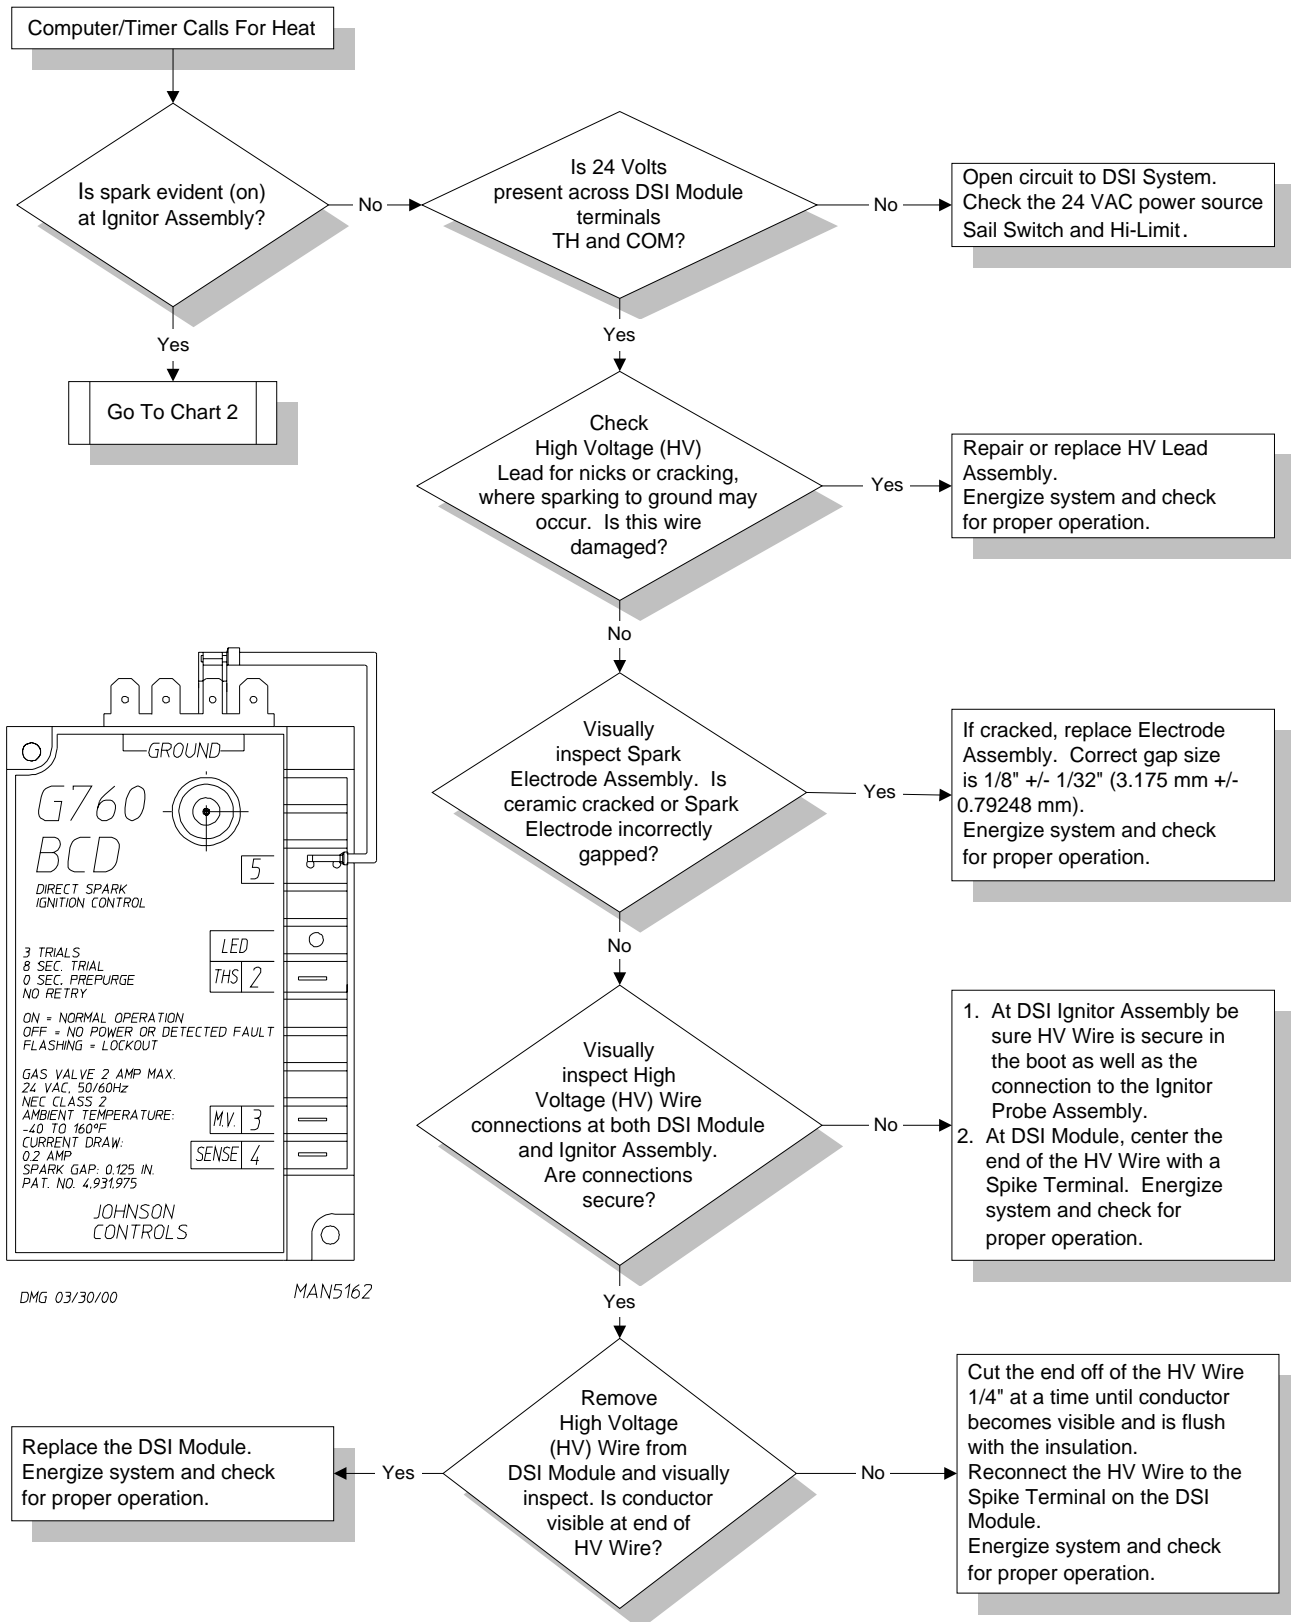 Computer/Timer Calls For Heat
Is spark evident (on)
at Ignitor Assembly?
No
Is 24 Volts
present across DSI Module
terminals
TH and COM?
No
Open circuit to DSI System.
Check the 24 VAC power source
Sail Switch and Hi-Limit.
Yes
Go To Chart 2
Yes
Check
High Voltage (HV)
Lead for nicks or cracking,
where sparking to ground may
occur. Is this wire
damaged?
Yes
Repair or replace HV Lead
Assembly.
Energize system and check
for proper operation.
No
Visually
inspect Spark
Electrode Assembly. Is
ceramic cracked or Spark
Electrode incorrectly
gapped?
Yes
If cracked, replace Electrode
Assembly. Correct gap size
is 1/8" +/- 1/32" (3.175 mm +/-
0.79248 mm).
Energize system and check
for proper operation.
No
Visually
inspect High
Voltage (HV) Wire
connections at both DSI Module
and Ignitor Assembly.
Are connections
secure?
No
1. At DSI Ignitor Assembly be
sure HV Wire is secure in
the boot as well as the
connection to the Ignitor
Probe Assembly.
2. At DSI Module, center the
end of the HV Wire with a
Spike Terminal. Energize
system and check for
proper operation.
Yes
Remove
High Voltage
(HV) Wire from
DSI Module and visually
inspect. Is conductor
visible at end of
HV Wire?
Yes
Replace the DSI Module.
Energize system and check
for proper operation.
No
Cut the end off of the HV Wire
1/4" at a time until conductor
becomes visible and is flush
with the insulation.
Reconnect the HV Wire to the
Spike Terminal on the DSI
Module.
Energize system and check
for proper operation.
GROUND
G760
BCD
DIRECT SPARK
IGNITION CONTROL
5
LED
THS 2
3 TRIALS
8 SEC. TRIAL
0 SEC. PREPURGE
NO RETRY
ON = NORMAL OPERATION
OFF = NO POWER OR DETECTED FAULT
FLASHING = LOCKOUT
GAS VALVE 2 AMP MAX.
24 VAC, 50/60Hz
NEC CLASS 2
AMBIENT TEMPERATURE:
-40 TO 160°F
CURRENT DRAW:
0.2 AMP
SPARK GAP: 0.125 IN.
PAT. NO. 4,931,975
M.V. 3
SENSE 4
JOHNSON
CONTROLS
DMG 03/30/00
MAN5162